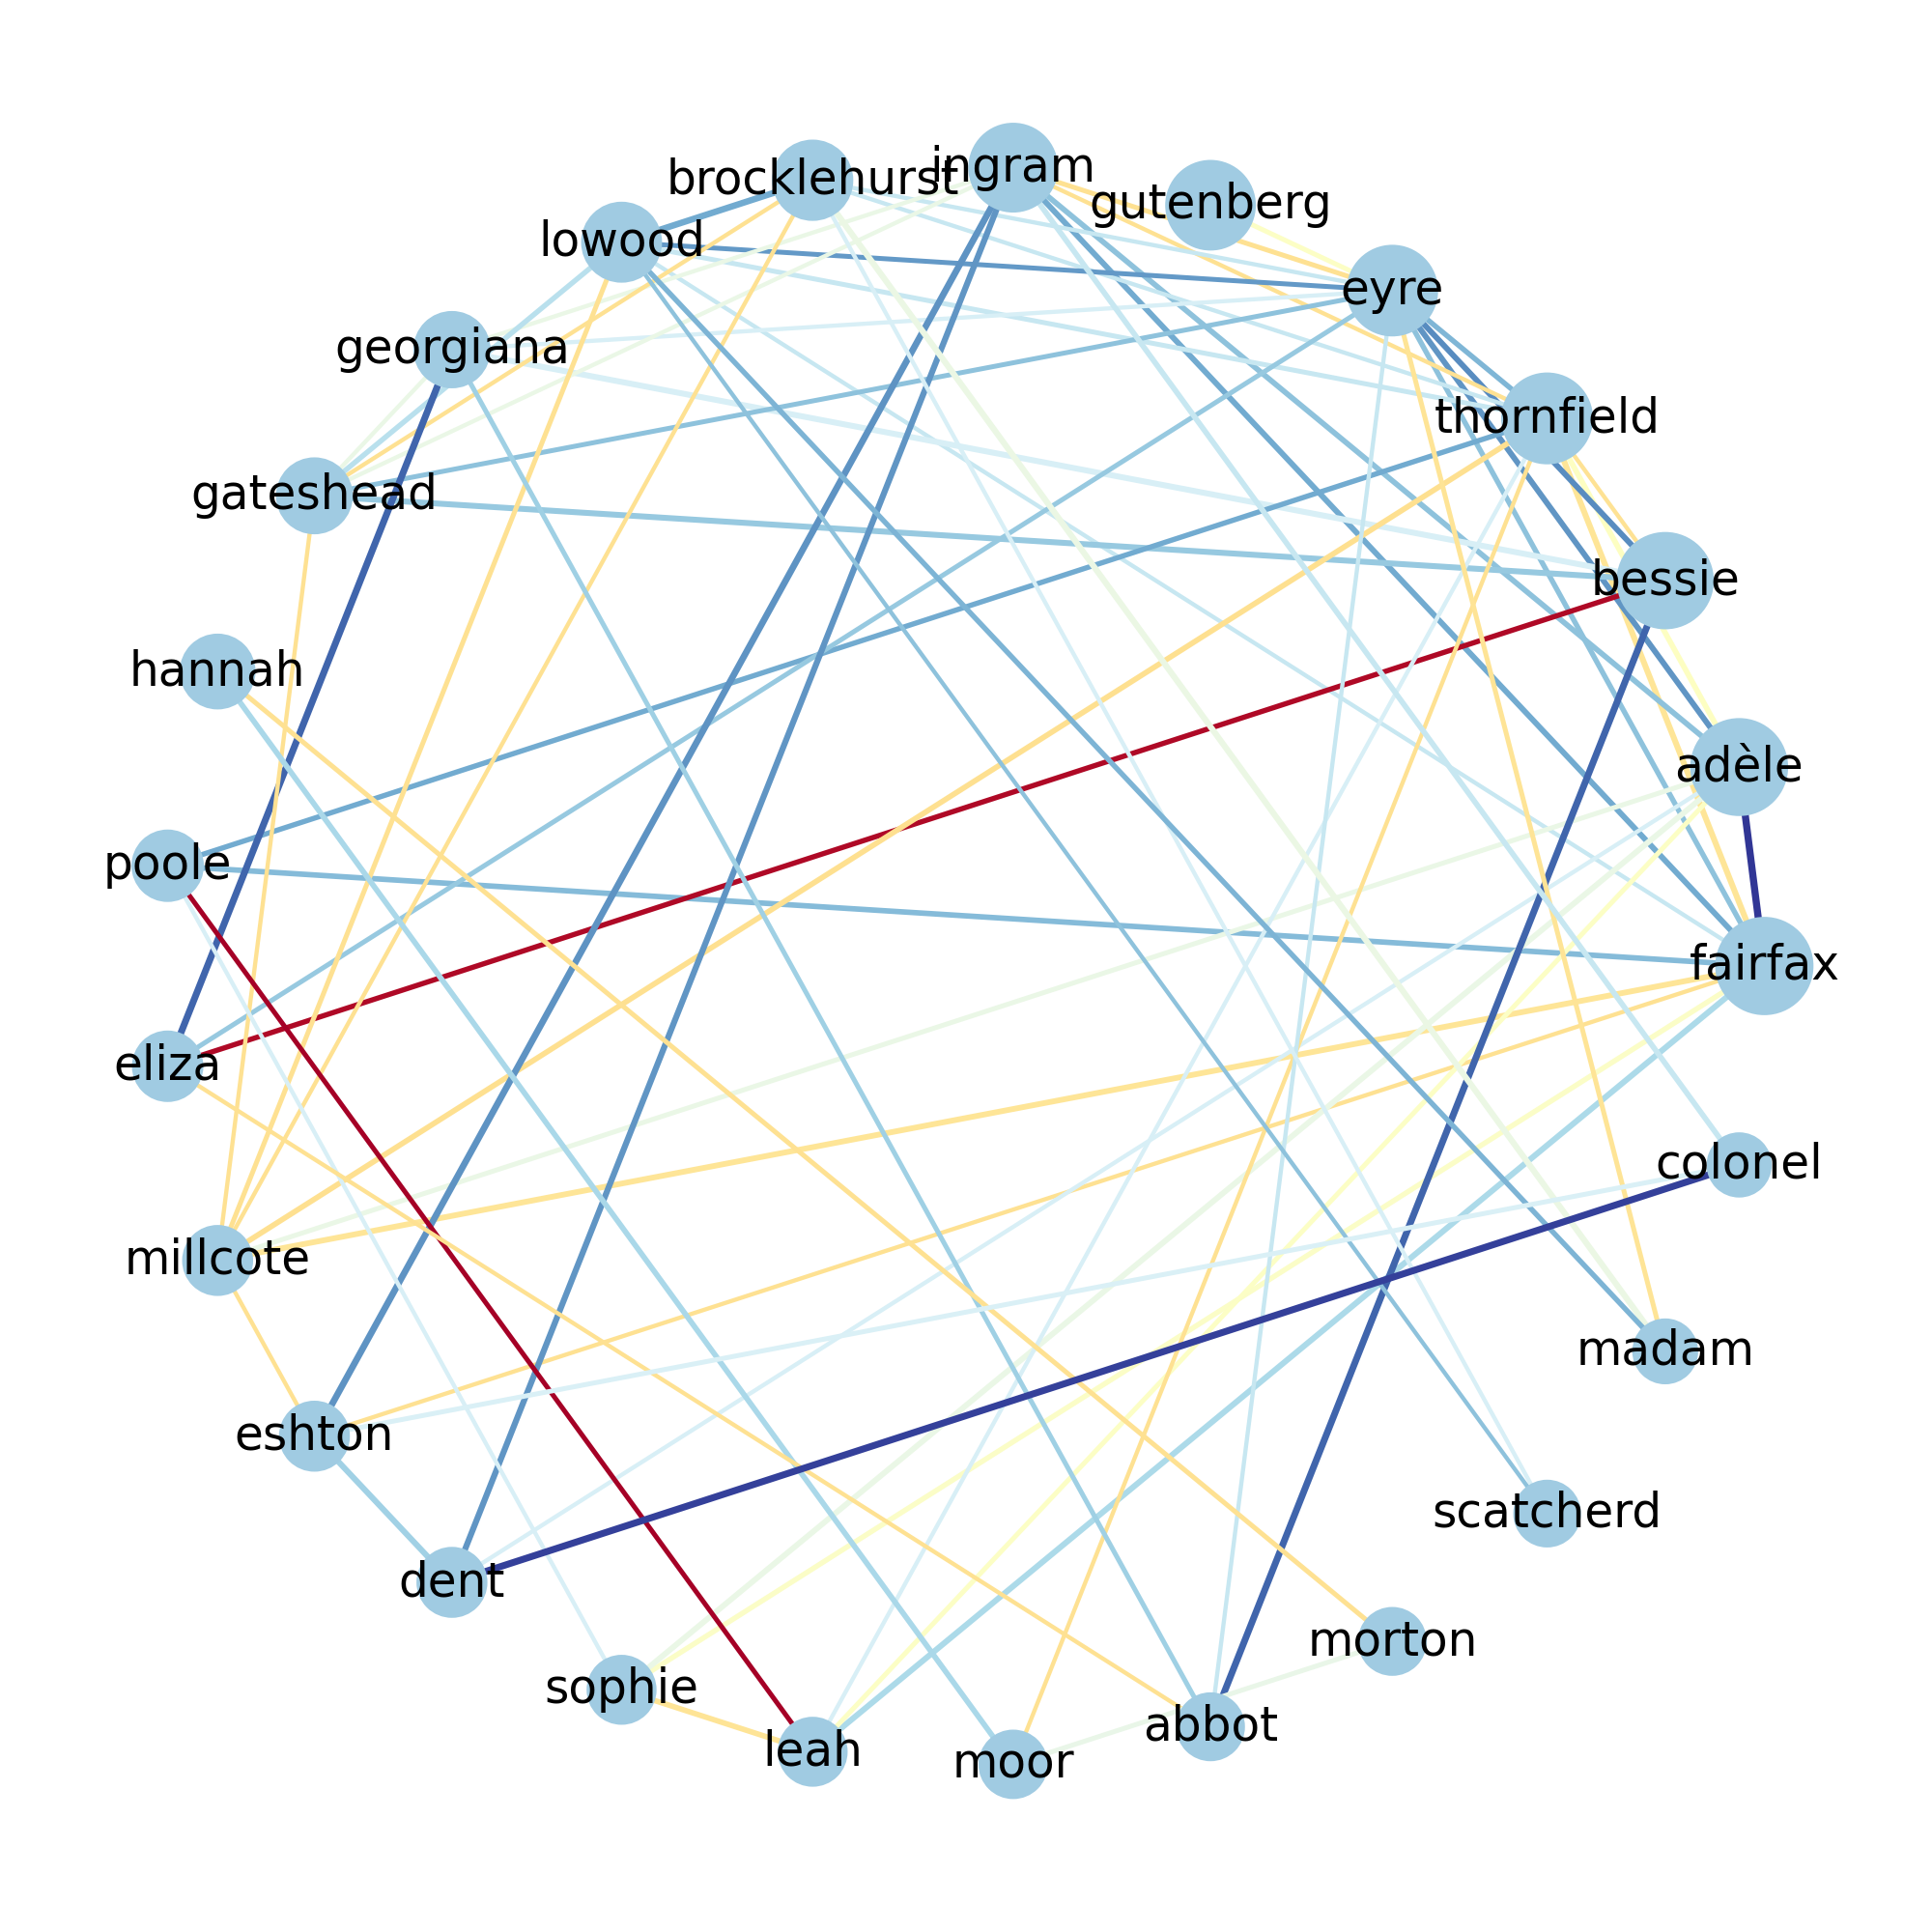 ingram
brocklehurst
gutenberg
lowood
eyre
georgiana
thornfield
gateshead
bessie
hannah
adèle
poole
fairfax
eliza
colonel
millcote
madam
eshton
scatcherd
dent
morton
sophie
abbot
leah
moor